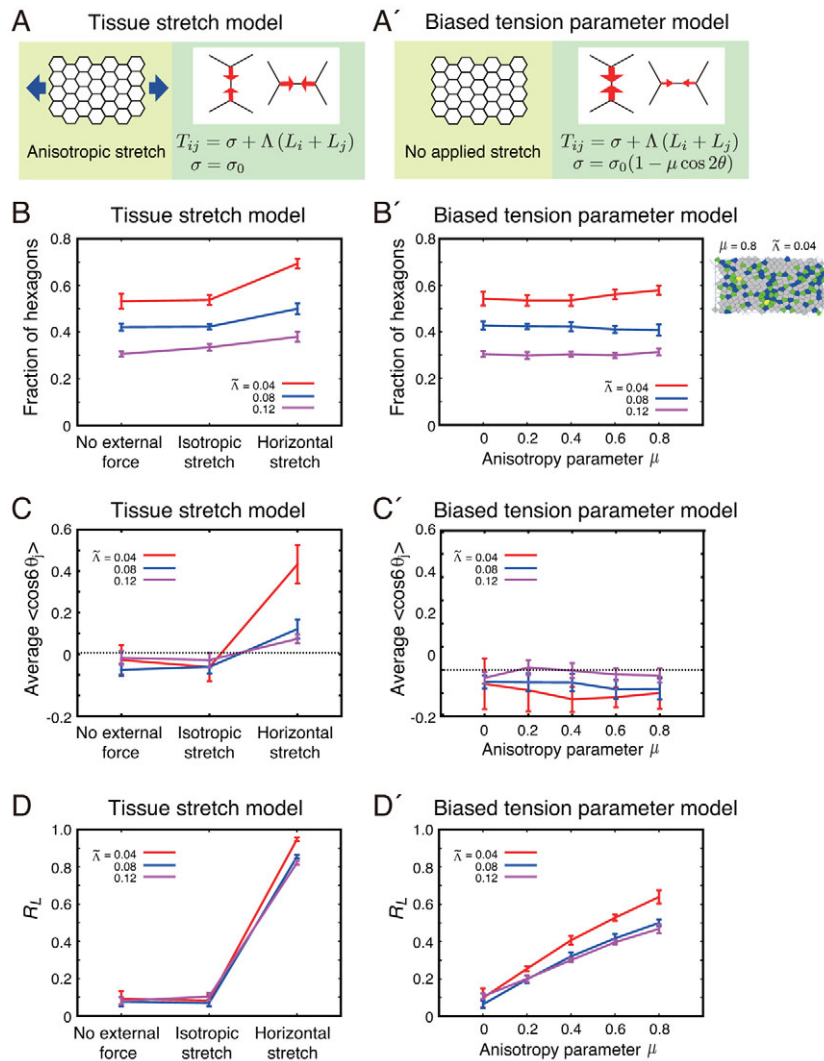 A
Tissue stretch model
Anisotropic stretch
T_{ij} = σ + Λ (L_i + L_j)
σ = σ_0
A´
Biased tension parameter model
No applied stretch
T_{ij} = σ + Λ (L_i + L_j)
σ = σ_0(1 − μ cos 2θ)
B
Tissue stretch model
Fraction of hexagons
0.8
0.6
0.4
0.2
0
Λ̃ = 0.04
0.08
0.12
No external force
Isotropic stretch
Horizontal stretch
B´
Biased tension parameter model
Fraction of hexagons
0.8
0.6
0.4
0.2
0
Λ̃ = 0.04
0.08
0.12
0 0.2 0.4 0.6 0.8
Anisotropy parameter μ
μ = 0.8 Λ̃ = 0.04
C
Tissue stretch model
Average <cos6θ_j>
0.6
0.4
0.2
0
-0.2
Λ̃ = 0.04
0.08
0.12
No external force
Isotropic stretch
Horizontal stretch
C´
Biased tension parameter model
Average <cos6θ_j>
0.6
0.4
0.2
0
-0.2
Λ̃ = 0.04
0.08
0.12
0 0.2 0.4 0.6 0.8
Anisotropy parameter μ
D
Tissue stretch model
R_L
1.0
0.8
0.6
0.4
0.2
0
Λ̃ = 0.04
0.08
0.12
No external force
Isotropic stretch
Horizontal stretch
D´
Biased tension parameter model
R_L
1.0
0.8
0.6
0.4
0.2
0
Λ̃ = 0.04
0.08
0.12
0 0.2 0.4 0.6 0.8
Anisotropy parameter μ